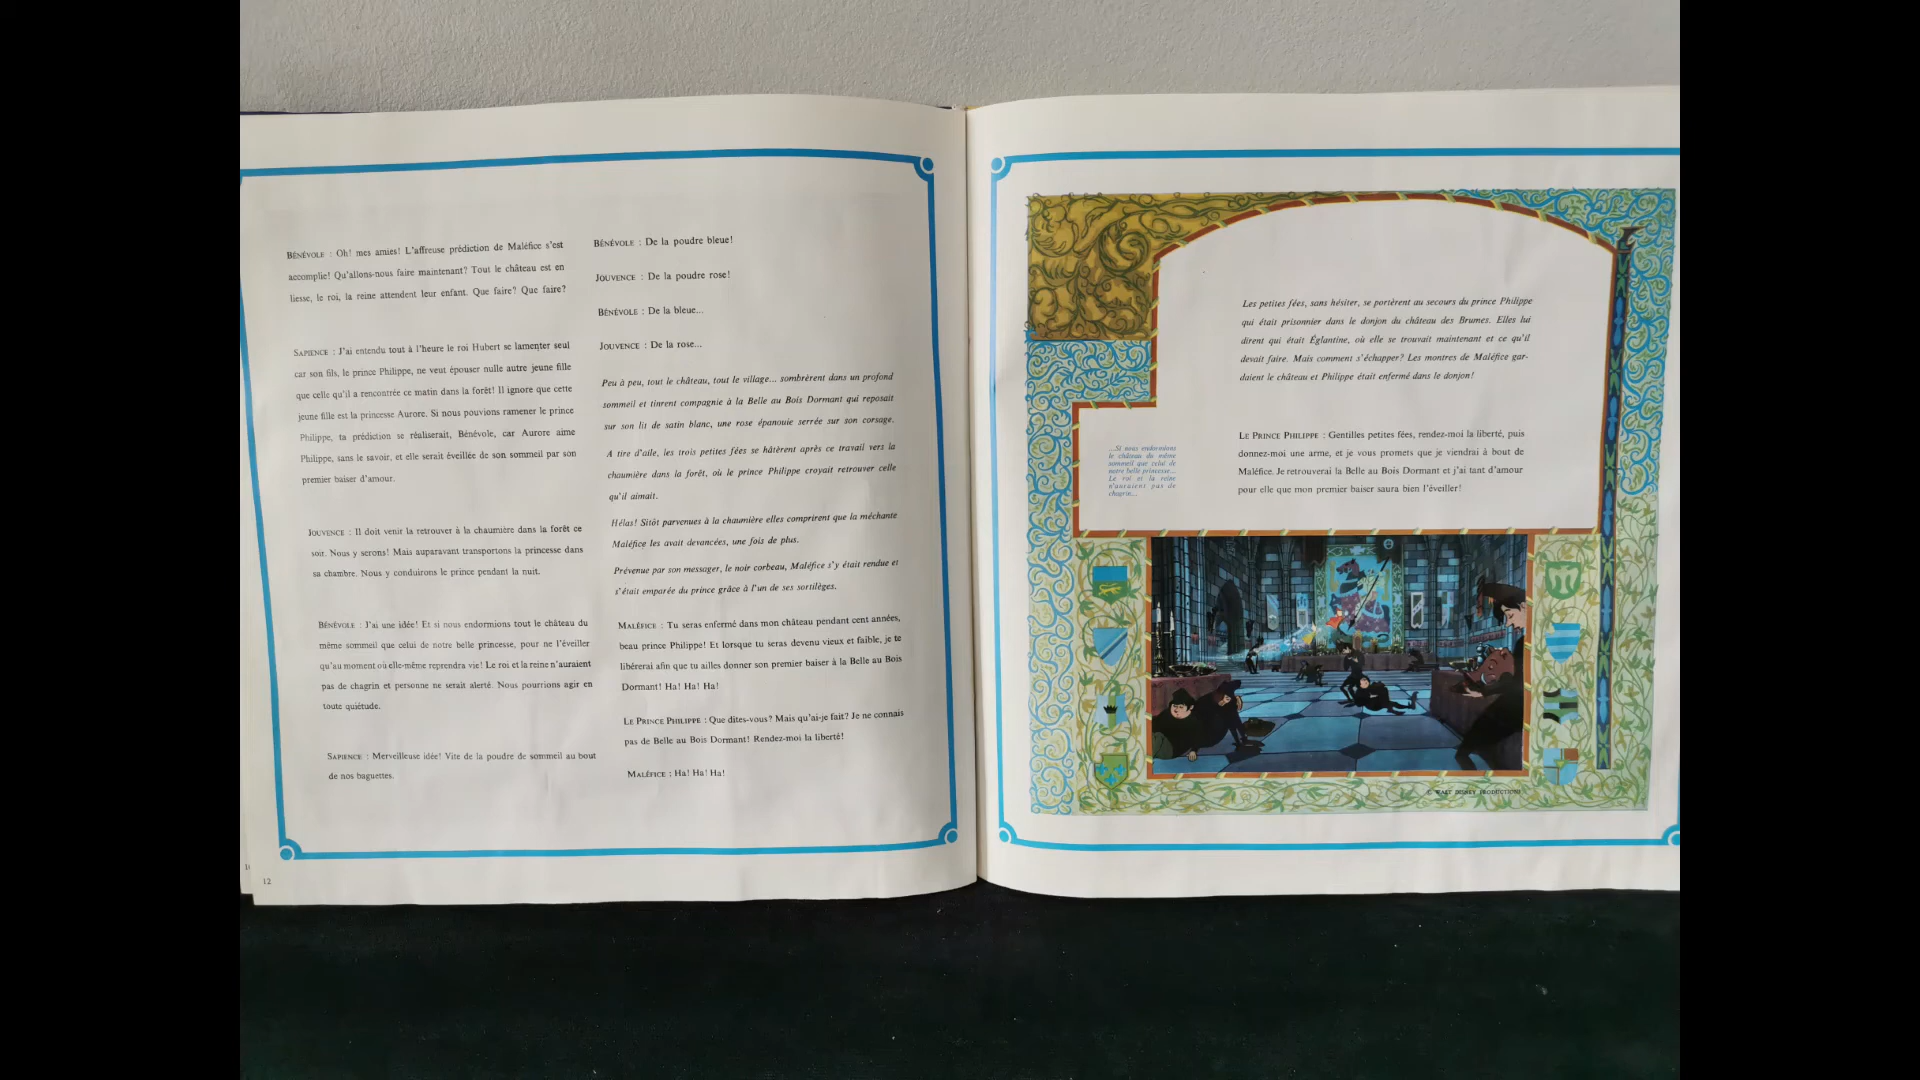 BÉNÉVOLE : Oh! mes amies! L'affreuse prédiction de Maléfice s'est
accomplie! Qu'allons-nous faire maintenant? Tout le château est en
liesse, le roi, la reine attendent leur enfant. Que faire? Que faire?
SAPIENCE : J'ai entendu tout à l'heure le roi Hubert se lamenter seul
car son fils, le prince Philippe, ne veut épouser nulle autre jeune fille
que celle qu'il a rencontrée ce matin dans la forêt! Il ignore que cette
jeune fille est la princesse Aurore. Si nous pouvions ramener le prince
Philippe, ta prédiction se réaliserait, Bénévole, car Aurore aime
Philippe, sans le savoir, et elle serait éveillée de son sommeil par son
premier baiser d'amour.
JOUVENCE : Il doit venir la retrouver à la chaumière dans la forêt ce
soir. Nous y serons! Mais auparavant transportons la princesse dans
sa chambre. Nous y conduirons le prince pendant la nuit.
BÉNÉVOLE : J'ai une idée! Et si nous endormions tout le château du
même sommeil que celui de notre belle princesse, pour ne l'éveiller
qu'au moment où elle-même reprendra vie! Le roi et la reine n'auraient
pas de chagrin et personne ne serait alerté. Nous pourrions agir en
toute quiétude.
SAPIENCE : Merveilleuse idée! Vite de la poudre de sommeil au bout
de nos baguettes.
12
BÉNÉVOLE : De la poudre bleue!
JOUVENCE : De la poudre rose!
BÉNÉVOLE : De la bleue...
JOUVENCE : De la rose...
Peu à peu, tout le château, tout le village... sombrèrent dans un profond
sommeil et tinrent compagnie à la Belle au Bois Dormant qui reposait
sur son lit de satin blanc, une rose épanouie serrée sur son corsage.
A tire d'aile, les trois petites fées se hâtèrent après ce travail vers la
chaumière dans la forêt, où le prince Philippe croyait retrouver celle
qu'il aimait.
Hélas! Sitôt parvenues à la chaumière elles comprirent que la méchante
Maléfice les avait devancées, une fois de plus.
Prévenue par son messager, le noir corbeau, Maléfice s'y était rendue et
s'était emparée du prince grâce à l'un de ses sortilèges.
MALÉFICE : Tu seras enfermé dans mon château pendant cent années,
beau prince Philippe! Et lorsque tu seras devenu vieux et faible, je te
libérerai afin que tu ailles donner son premier baiser à la Belle au Bois
Dormant! Ha! Ha! Ha!
LE PRINCE PHILIPPE : Que dites-vous? Mais qu'ai-je fait? Je ne connais
pas de Belle au Bois Dormant! Rendez-moi la liberté!
MALÉFICE : Ha! Ha! Ha!
Les petites fées, sans hésiter, se portèrent au secours du prince Philippe
qui était prisonnier dans le donjon du château des Brumes. Elles lui
dirent qui était Églantine, où elle se trouvait maintenant et ce qu'il
devait faire. Mais comment s'échapper? Les montres de Maléfice gar-
daient le château et Philippe était enfermé dans le donjon!
LE PRINCE PHILIPPE : Gentilles petites fées, rendez-moi la liberté, puis
donnez-moi une arme, et je vous promets que je viendrai à bout de
Maléfice. Je retrouverai la Belle au Bois Dormant et j'ai tant d'amour
pour elle que mon premier baiser saura bien l'éveiller!
...Si nous endormions
le château du même
sommeil que celui de
notre belle princesse...
Le roi et la reine
n'auraient pas de
chagrin...
© WALT DISNEY PRODUCTIONS